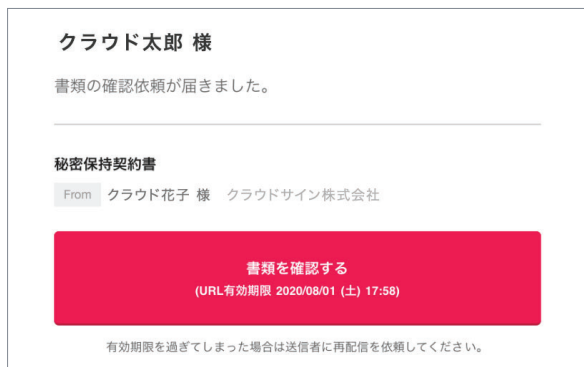 クラウド太郎 様
書類の確認依頼が届きました。
秘密保持契約書
From クラウド花子 様 クラウドサイン株式会社
書類を確認する
(URL有効期限 2020/08/01 (土) 17:58)
有効期限を過ぎてしまった場合は送信者に再配信を依頼してください。